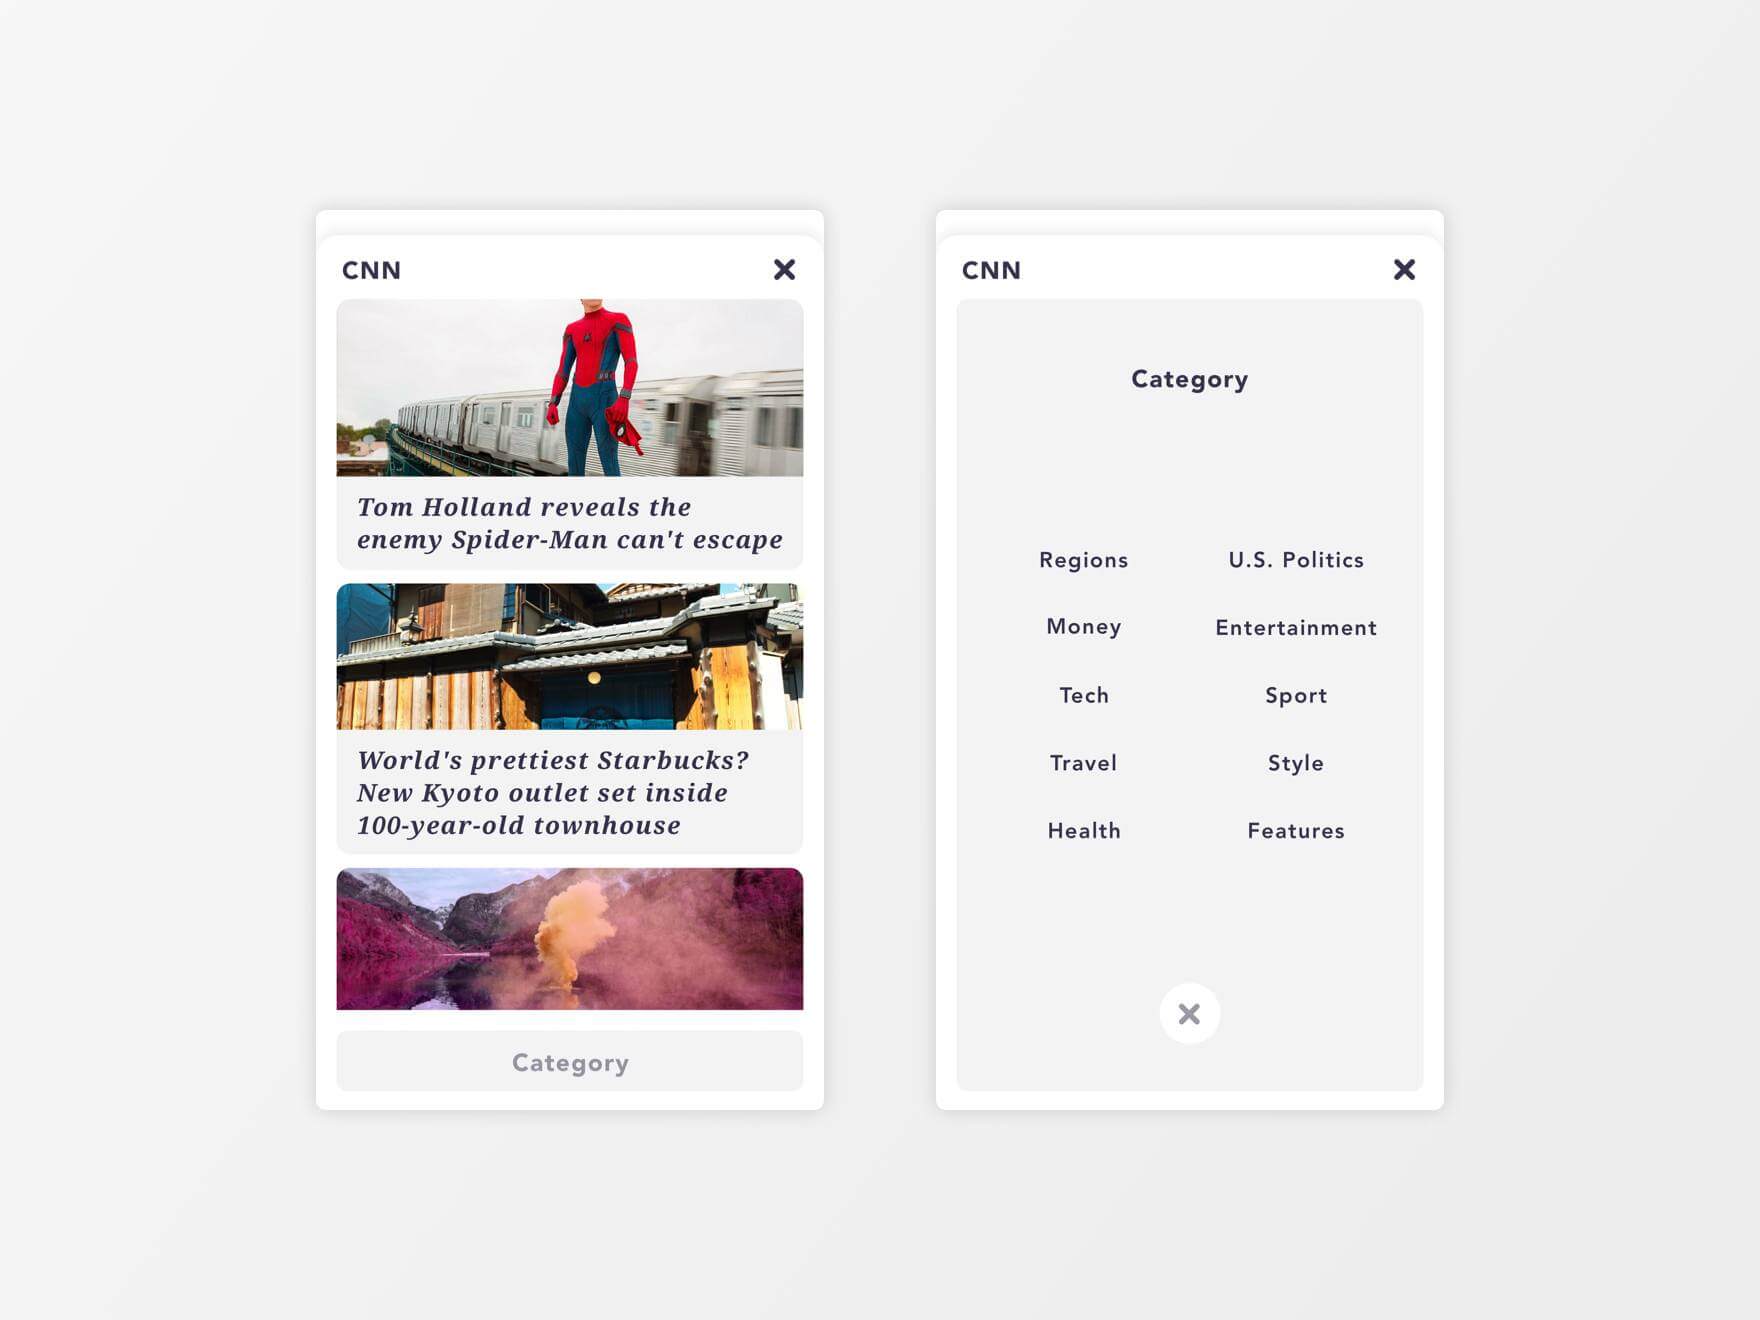 CNN
Tom Holland reveals the
enemy Spider-Man can't escape
World's prettiest Starbucks?
New Kyoto outlet set inside
100-year-old townhouse
Category
CNN
Category
Regions
U.S. Politics
Money
Entertainment
Tech
Sport
Travel
Style
Health
Features